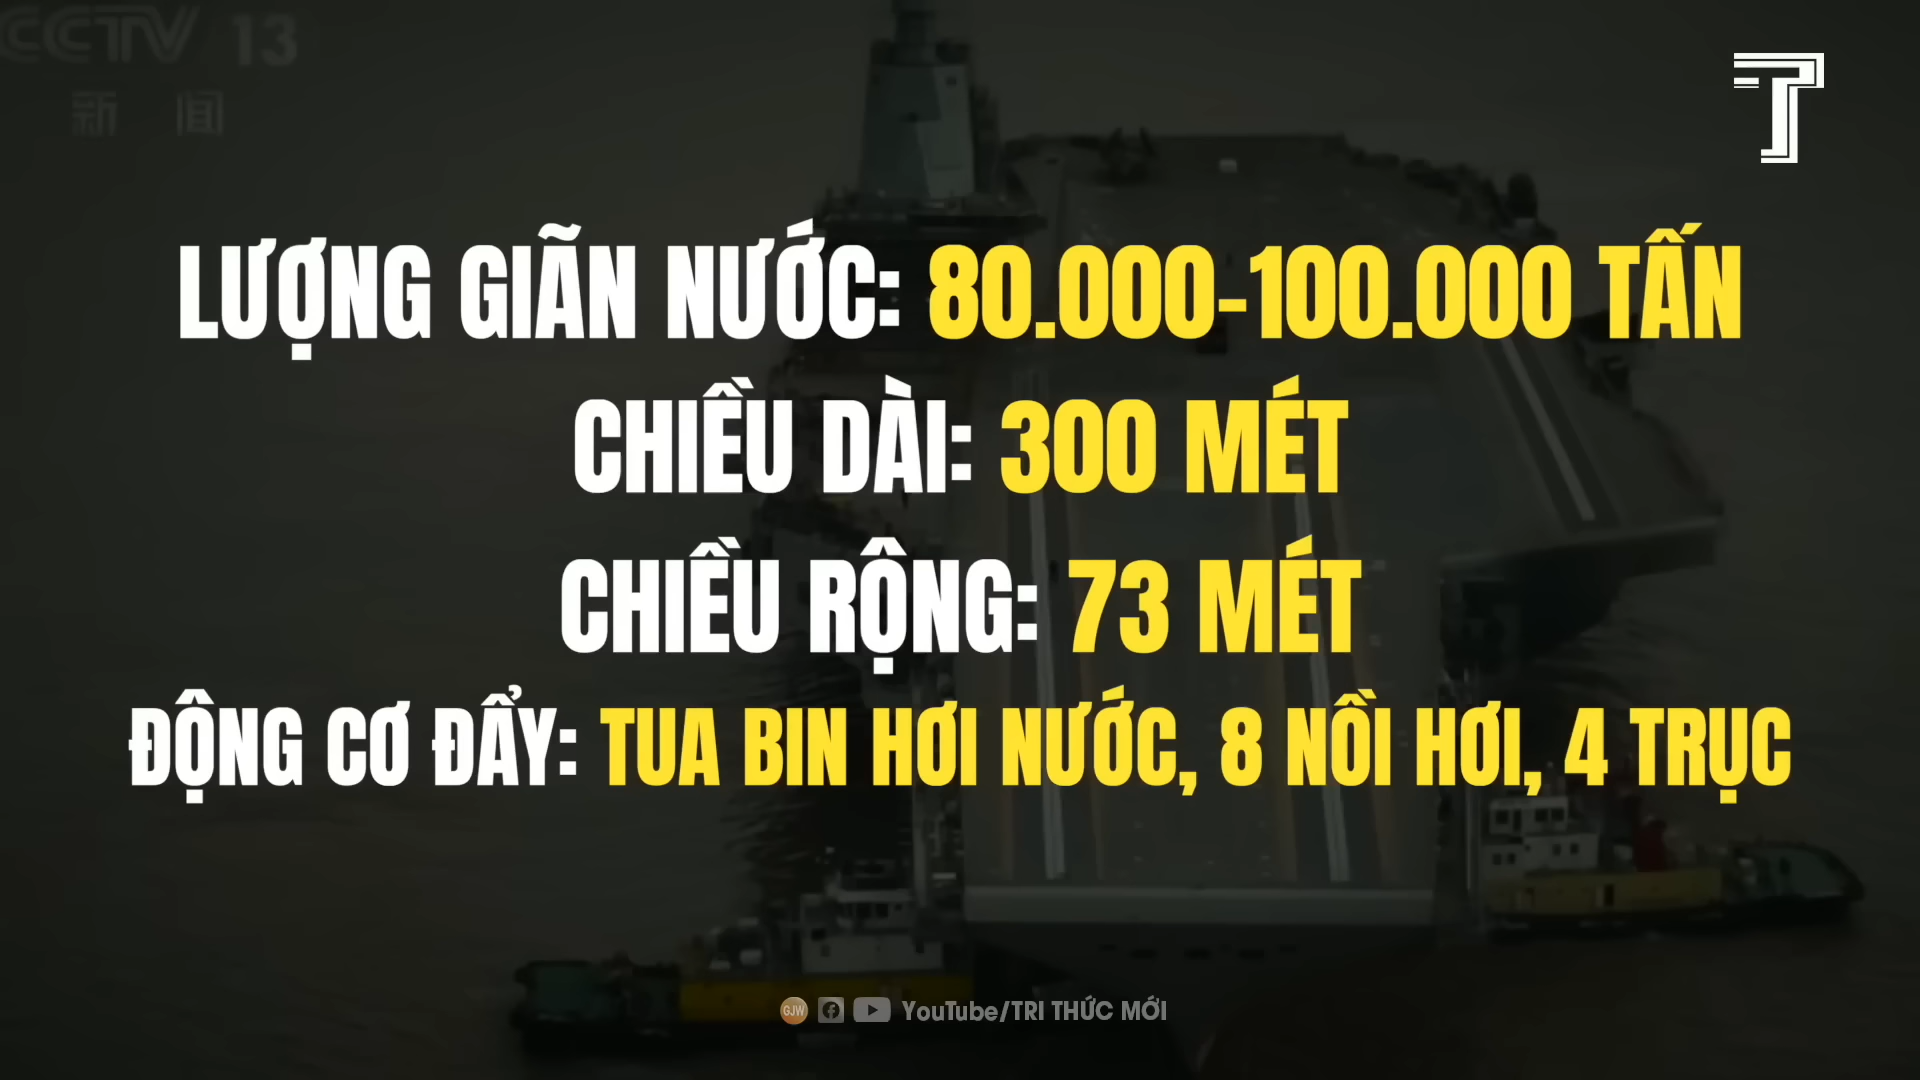 CCTV 13
新闻
T
LƯỢNG GIÃN NƯỚC: 80.000-100.000 TẤN
CHIỀU DÀI: 300 MÉT
CHIỀU RỘNG: 73 MÉT
ĐỘNG CƠ ĐẨY: TUA BIN HƠI NƯỚC, 8 NỒI HƠI, 4 TRỤC
GJW YouTube/TRI THỨC MỚI